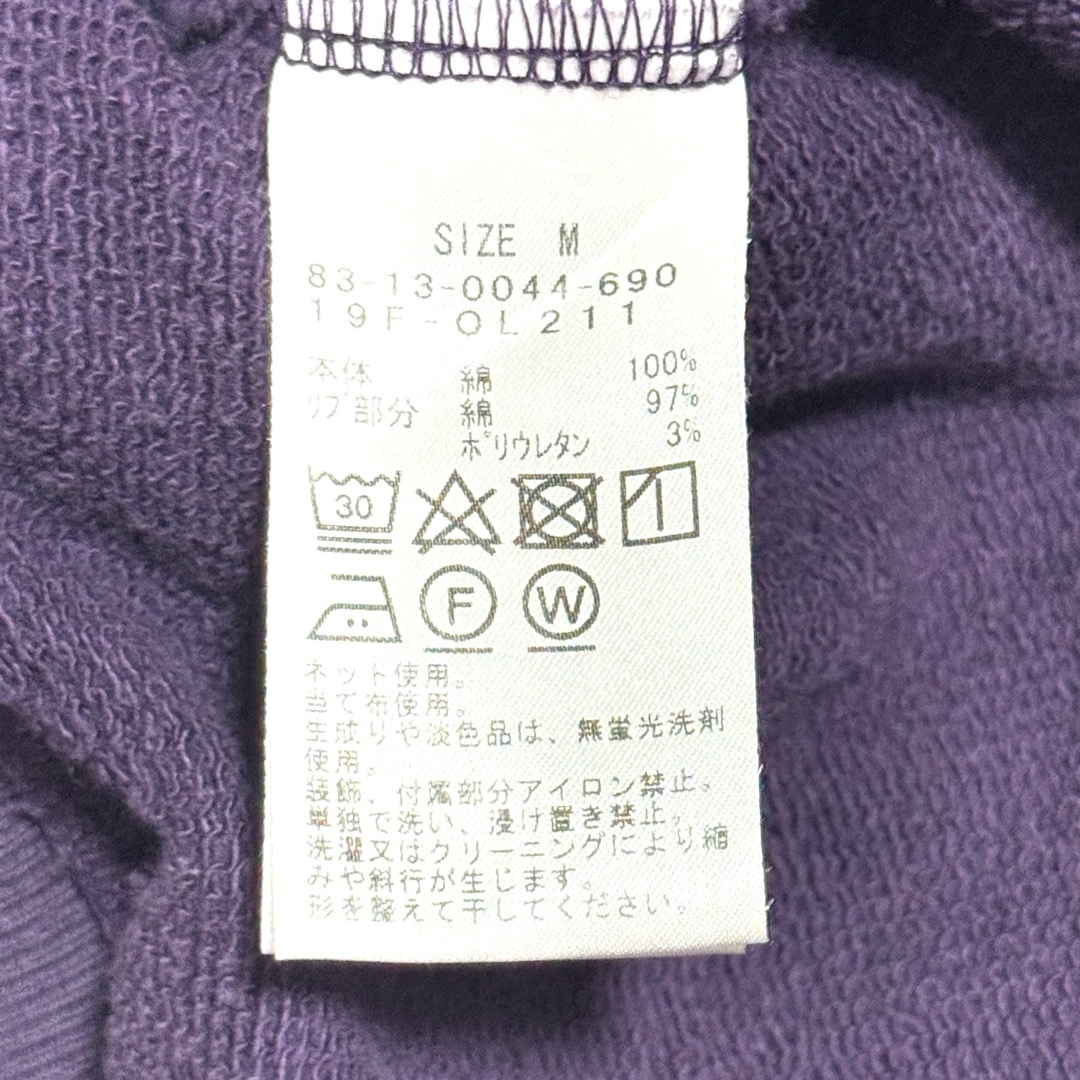 SIZE M
83-13-0044-690
19F-OL211
本体 綿 100%
リブ部分 綿 97%
ポリウレタン 3%
30
F W
ネット使用。
当て布使用。
生成りや淡色品は、無蛍光洗剤
使用。
装飾、付属部分アイロン禁止。
単独で洗い、浸け置き禁止。
洗濯又はクリーニングにより縮
みや斜行が生じます。
形を整えて干してください。